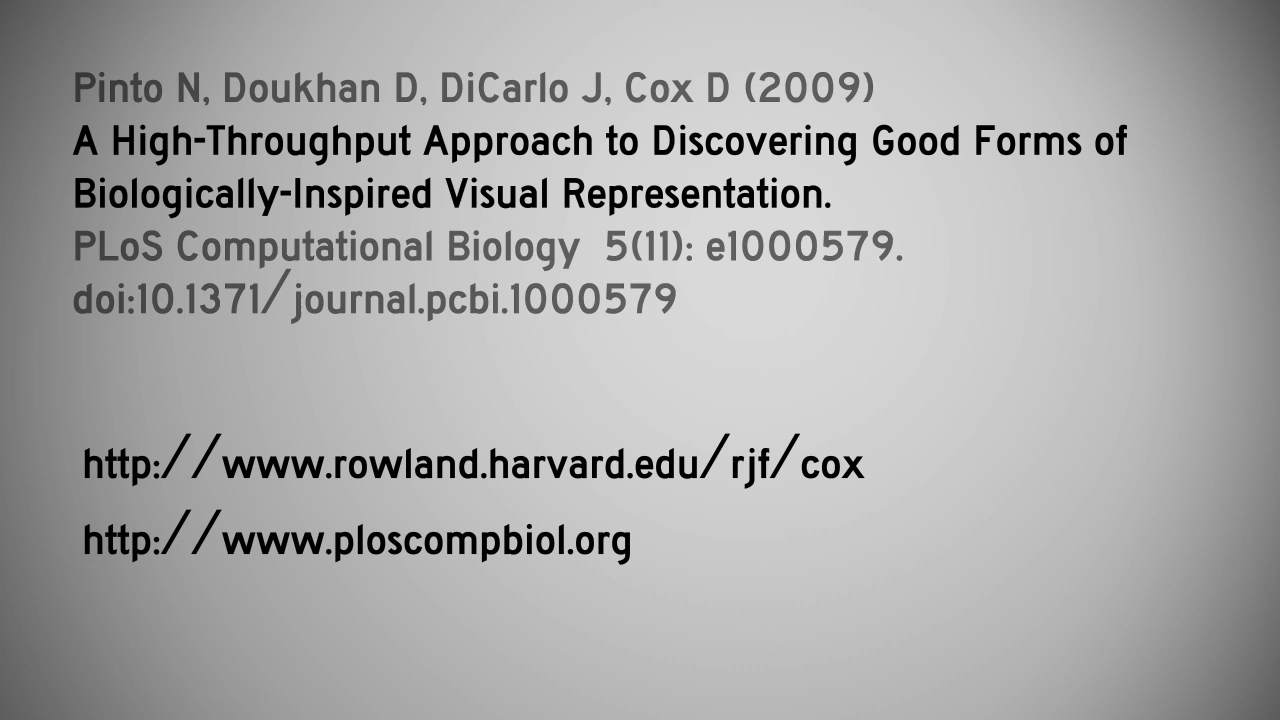 Pinto N, Doukhan D, DiCarlo J, Cox D (2009)
A High-Throughput Approach to Discovering Good Forms of
Biologically-Inspired Visual Representation.
PLoS Computational Biology  5(11): e1000579.
doi:10.1371/journal.pcbi.1000579
http://www.rowland.harvard.edu/rjf/cox
http://www.ploscompbiol.org